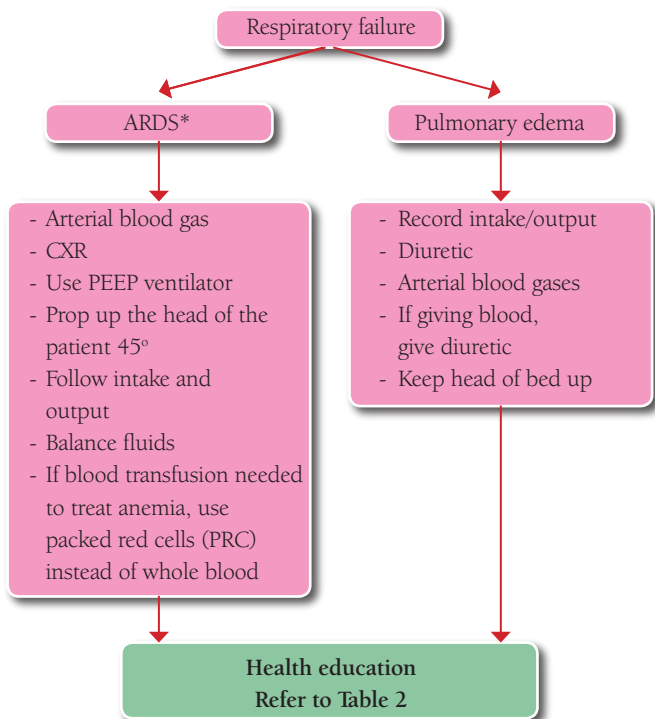 Respiratory failure
ARDS*
Pulmonary edema
- Arterial blood gas
- CXR
- Use PEEP ventilator
- Prop up the head of the
patient 45º
- Follow intake and
output
- Balance fluids
- If blood transfusion needed
to treat anemia, use
packed red cells (PRC)
instead of whole blood
- Record intake/output
- Diuretic
- Arterial blood gases
- If giving blood,
give diuretic
- Keep head of bed up
Health education
Refer to Table 2